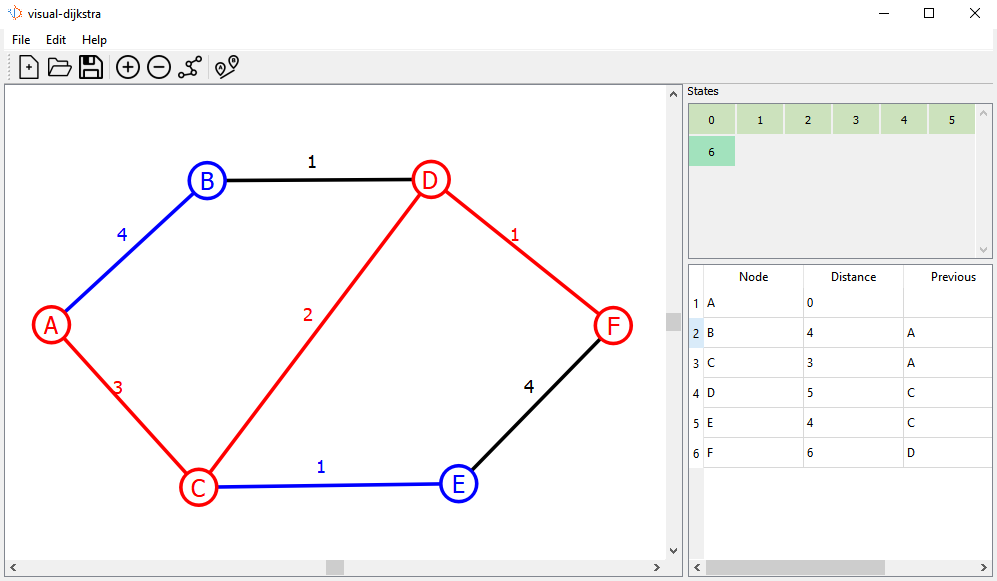 visual-dijkstra
File Edit Help
States
0 1 2 3 4 5
6
1
B
D
4
1
2
A
F
3
4
1
C
E
Node Distance Previous
1 A 0
2 B 4 A
3 C 3 A
4 D 5 C
5 E 4 C
6 F 6 D